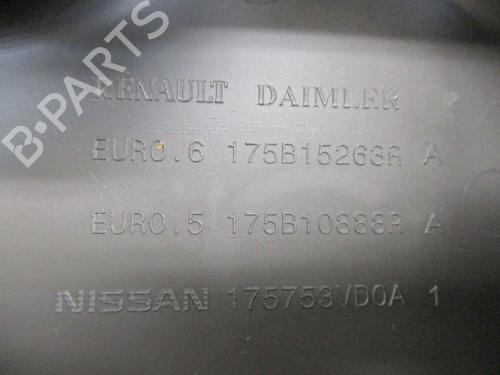 B-PARTS
RENAULT DAIMLER
EURO.6 175B15263R A
EURO.5 175B10888R A
NISSAN 175753VD0A 1